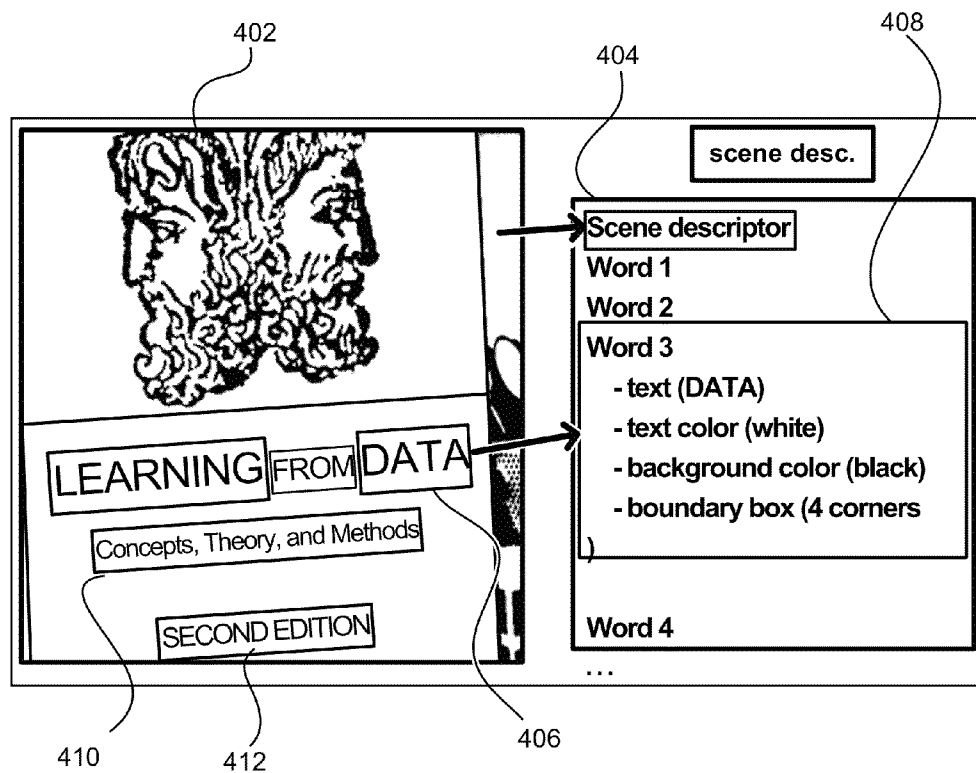 402
404
408
scene desc.
Scene descriptor
Word 1
Word 2
Word 3
- text (DATA)
- text color (white)
- background color (black)
- boundary box (4 corners
)
Word 4
...
LEARNING FROM DATA
Concepts, Theory, and Methods
SECOND EDITION
410
412
406